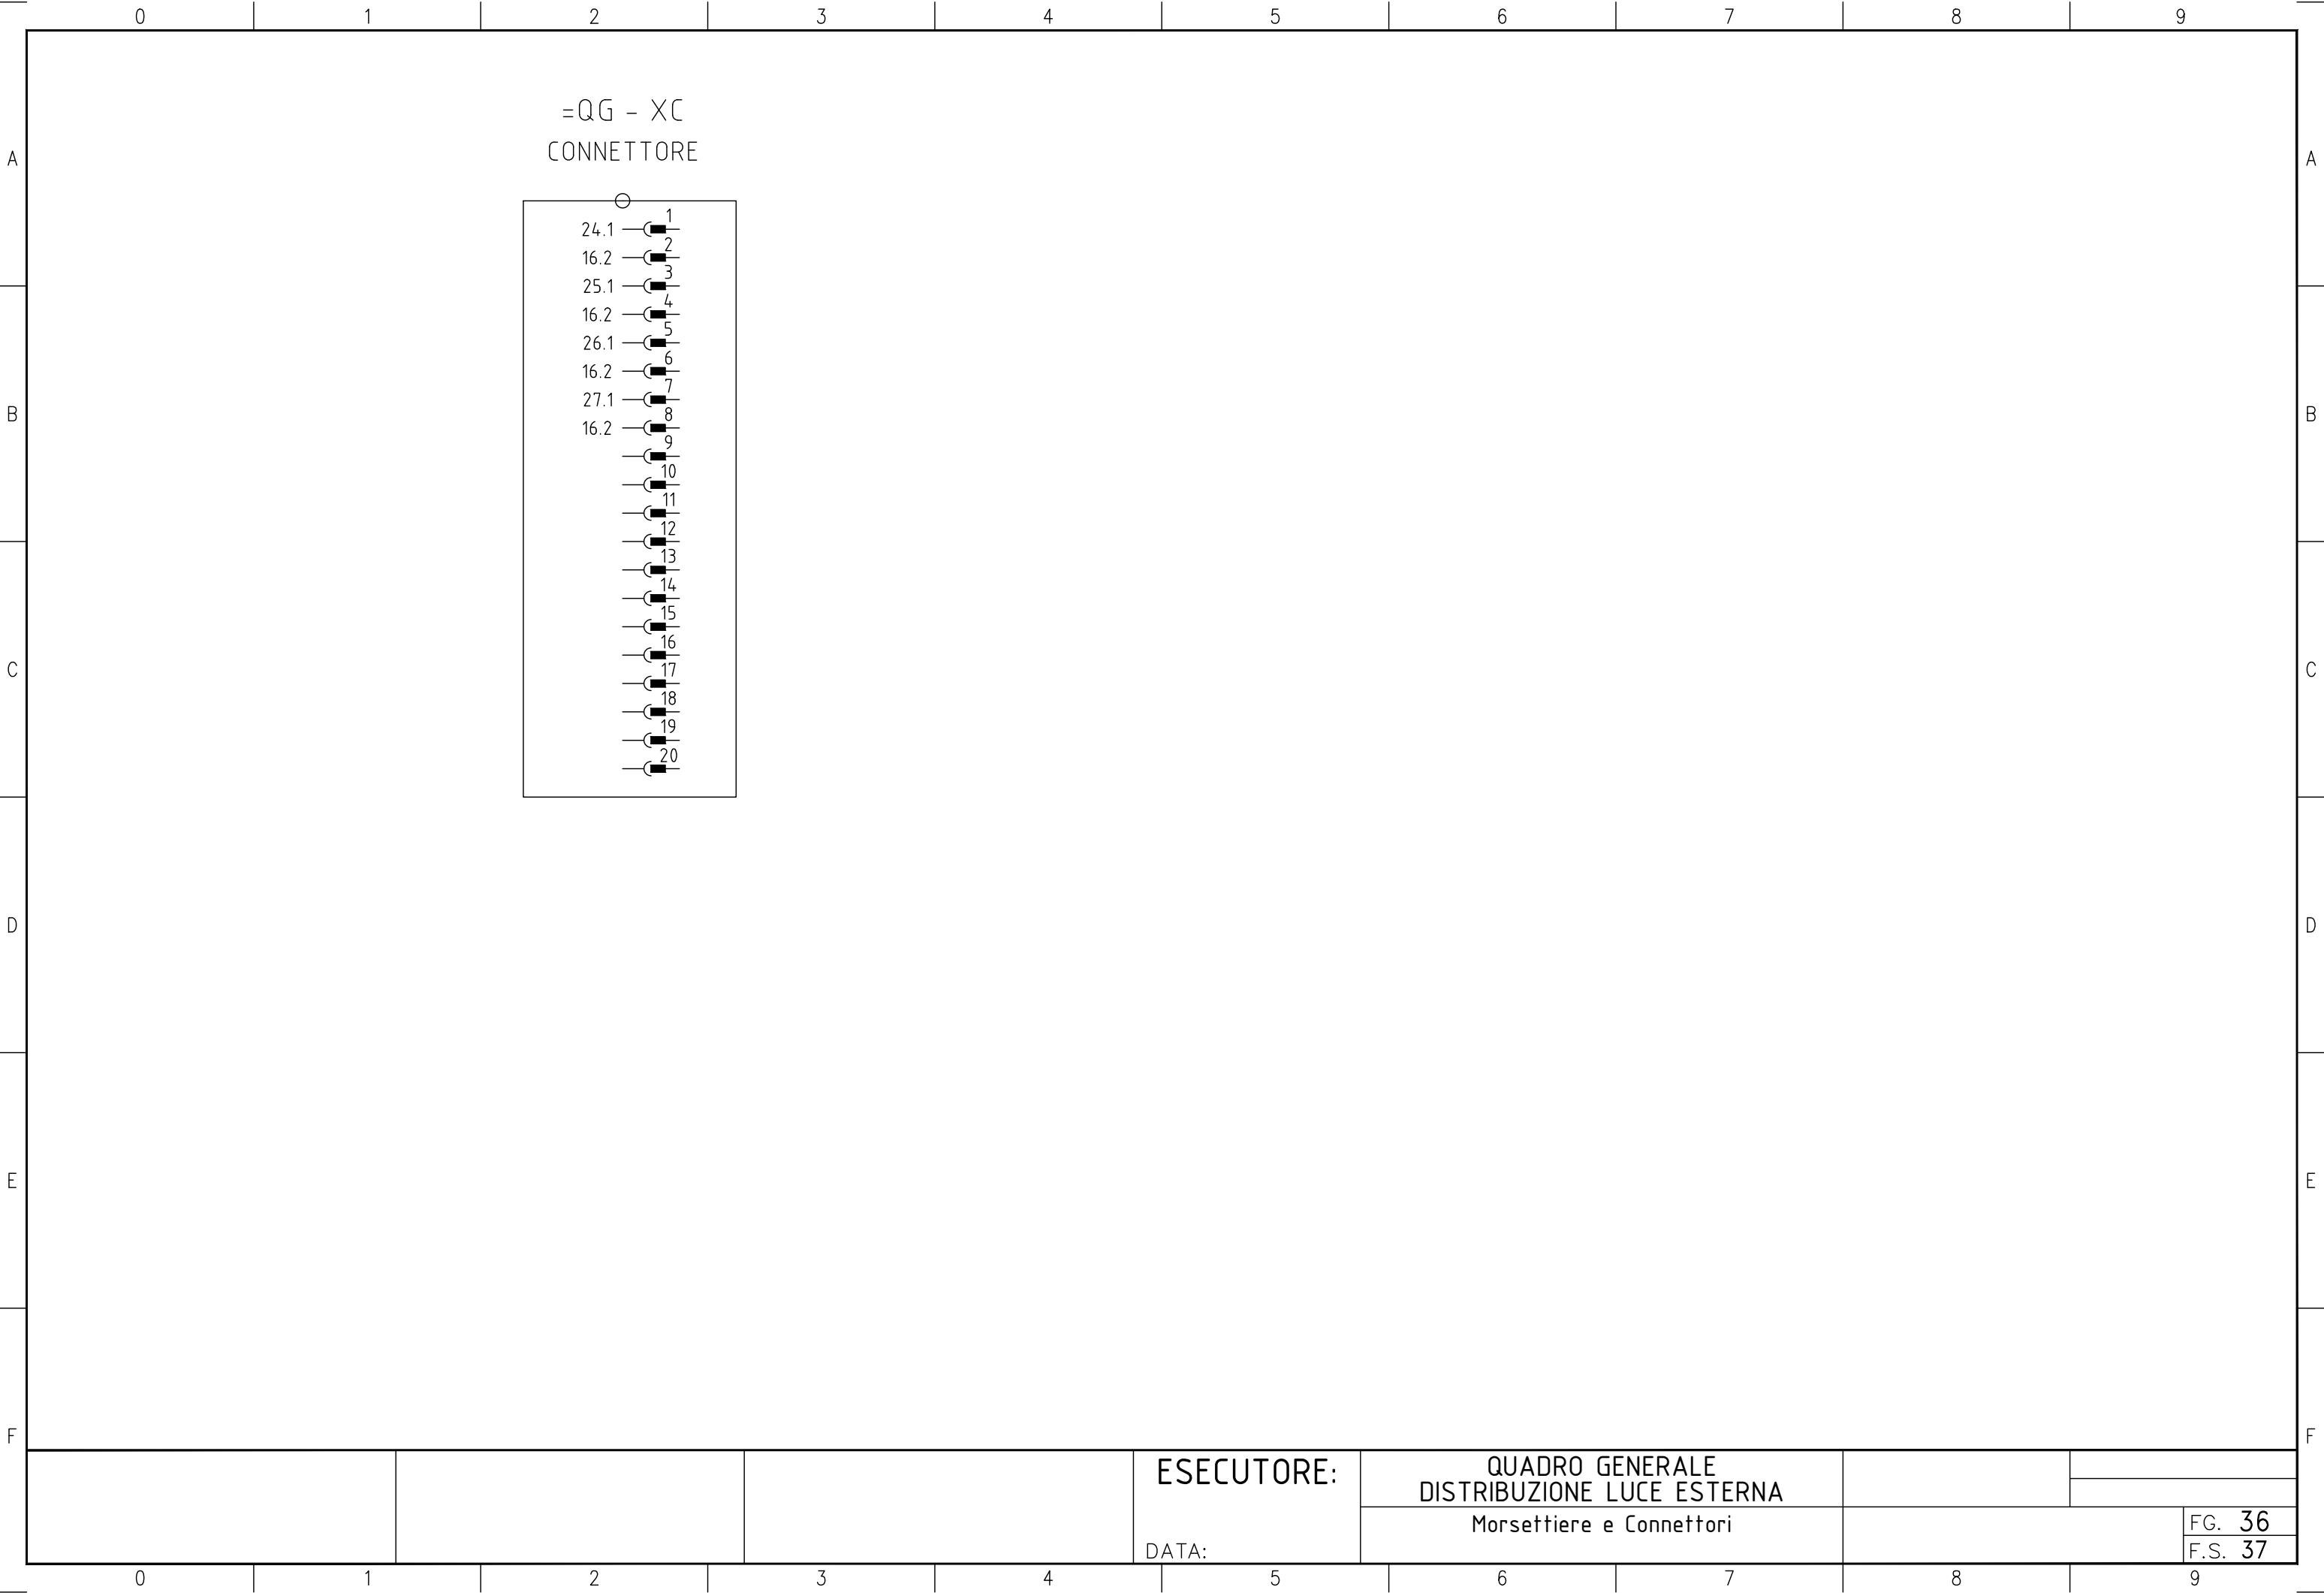 0 1 2 3 4 5 6 7 8 9
=QG - XC
CONNETTORE
A A
1
24.1
2
16.2
3
25.1
4
16.2
5
26.1
6
16.2
7
27.1
8
16.2
B B
9
10
11
12
13
14
15
16
C C
17
18
19
20
D D
E E
F F
ESECUTORE:
DATA:
QUADRO GENERALE
DISTRIBUZIONE LUCE ESTERNA
Morsettiere e Connettori
FG. 36
F.S. 37
0 1 2 3 4 5 6 7 8 9